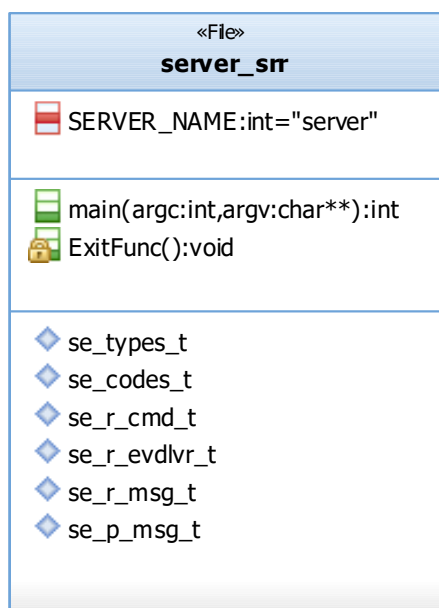 «File»
server_srr
SERVER_NAME:int="server"
main(argc:int,argv:char**):int
ExitFunc():void
se_types_t
se_codes_t
se_r_cmd_t
se_r_evdlvr_t
se_r_msg_t
se_p_msg_t